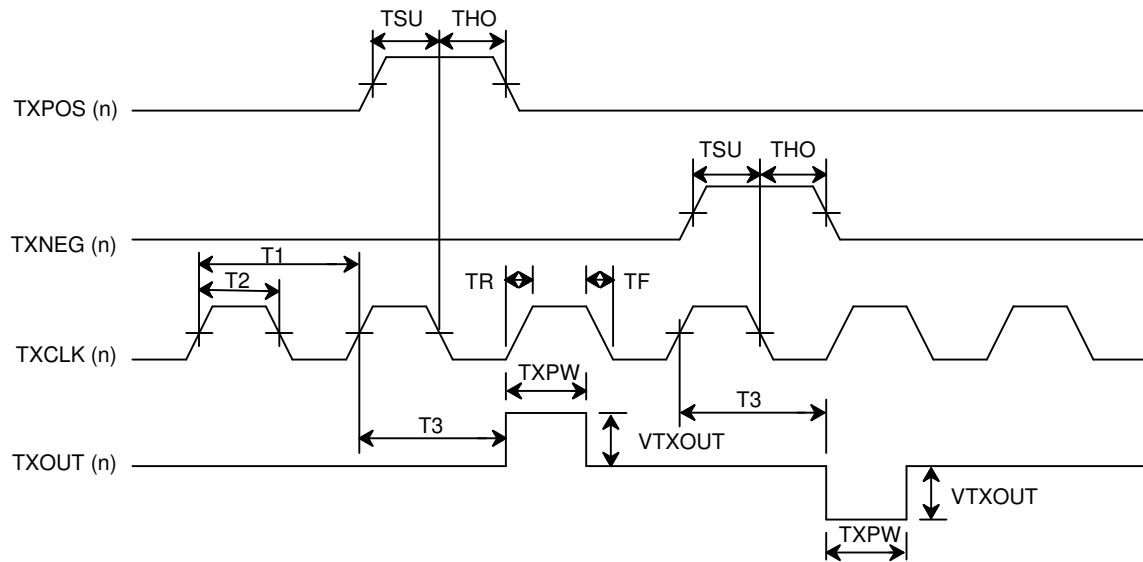 TSU THO
TXPOS (n)
TSU THO
TXNEG (n)
T1
T2
TR TF
TXCLK (n)
TXPW
T3 T3
VTXOUT
TXOUT (n)
VTXOUT
TXPW